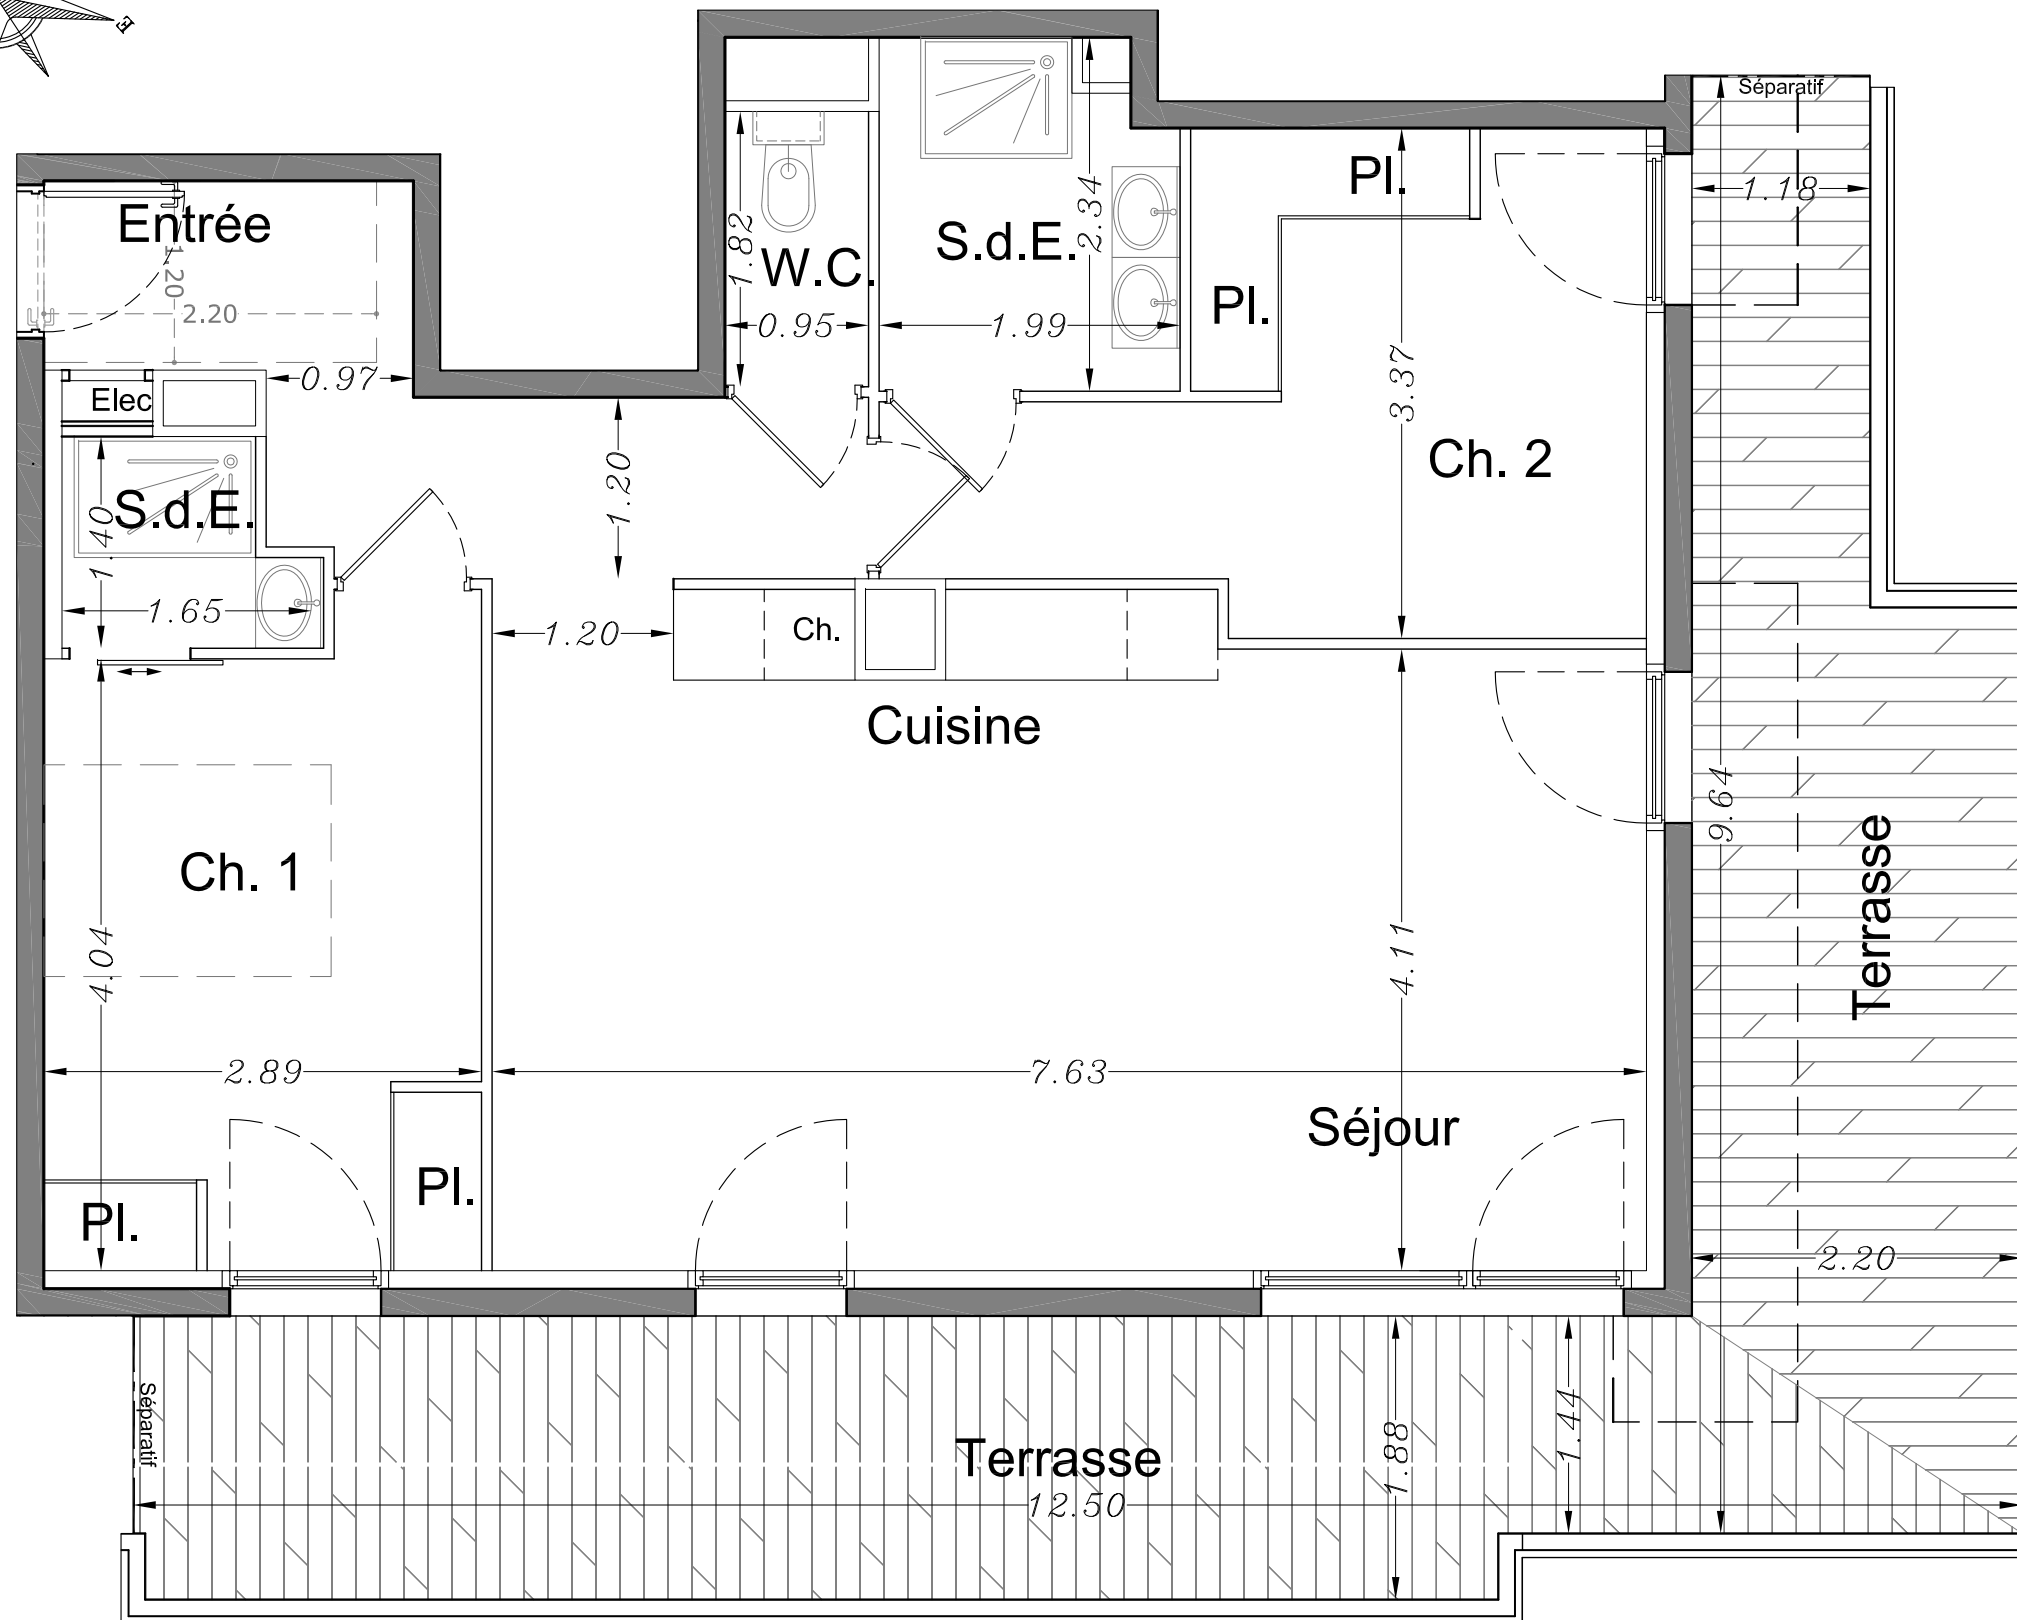 E
Séparatif
Pl.
1.18
Entrée
1.20
2.20
1.82
W.C.
S.d.E.
2.34
Pl.
0.95
1.99
3.37
0.97
Elec
1.20
Ch. 2
S.d.E.
1.40
1.65
1.20
Ch.
Cuisine
9.64
Terrasse
Ch. 1
4.04
4.11
2.89
7.63
Séjour
Pl.
Pl.
2.20
Séparatif
1.88
1.44
Terrasse
12.50